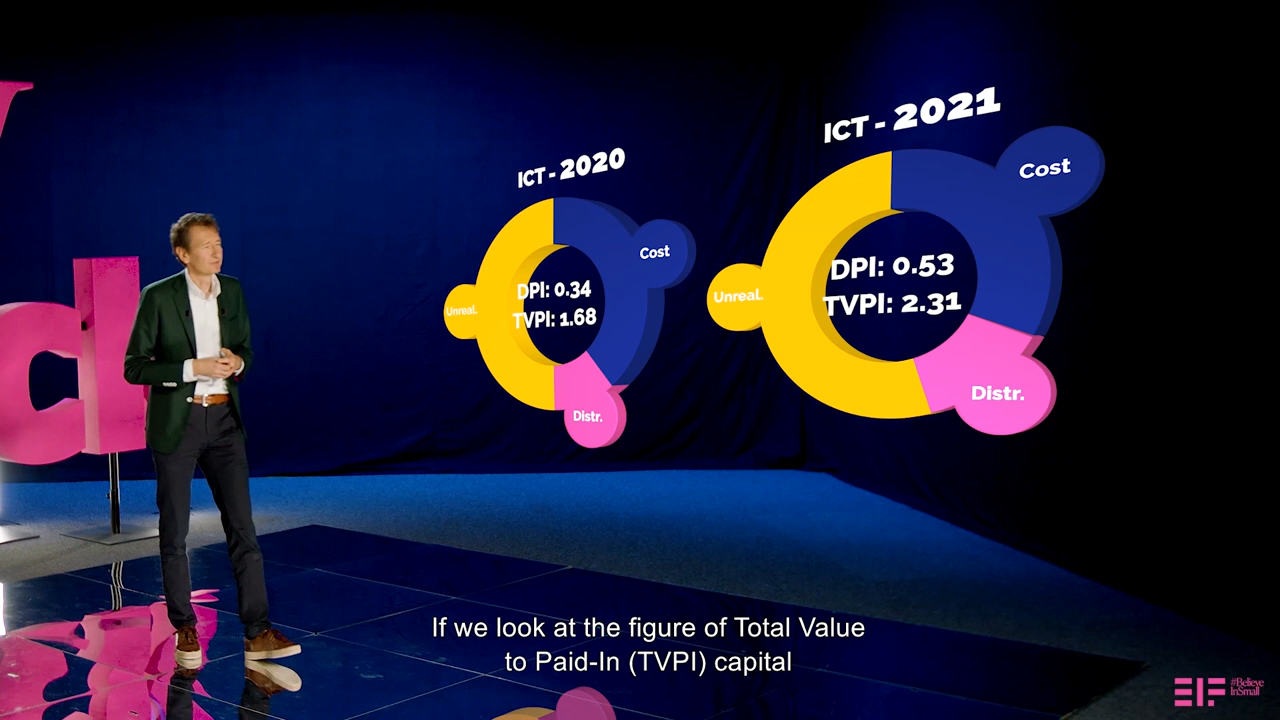 ICT - 2020
Cost
DPI: 0.34
TVPI: 1.68
Unreal.
Distr.
ICT - 2021
Cost
DPI: 0.53
TVPI: 2.31
Unreal.
Distr.
If we look at the figure of Total Value
to Paid-In (TVPI) capital
EIF
#Believe
InSmall